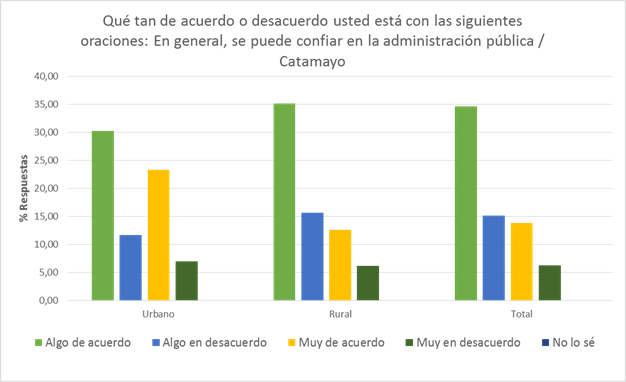 Qué tan de acuerdo o desacuerdo usted está con las siguientes
oraciones: En general, se puede confiar en la administración pública /
Catamayo
40,00
35,00
30,00
25,00
20,00
15,00
10,00
5,00
0,00
% Respuestas
Urbano Rural Total
Algo de acuerdo Algo en desacuerdo Muy de acuerdo Muy en desacuerdo No lo sé